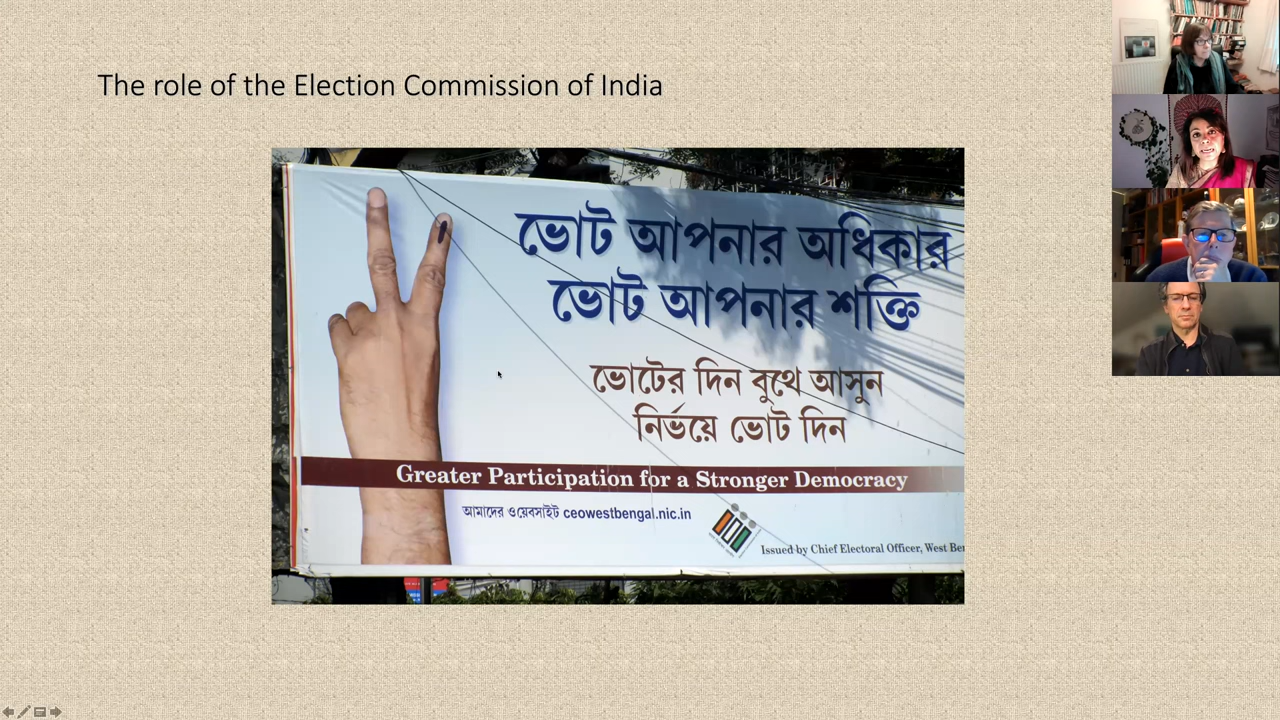 The role of the Election Commission of India
ভোট আপনার অধিকার
ভোট আপনার শক্তি
ভোটের দিন বুথে আসুন
নির্ভয়ে ভোট দিন
Greater Participation for a Stronger Democracy
আমাদের ওয়েবসাইট ceowestbengal.nic.in
Issued by Chief Electoral Officer, West Ben